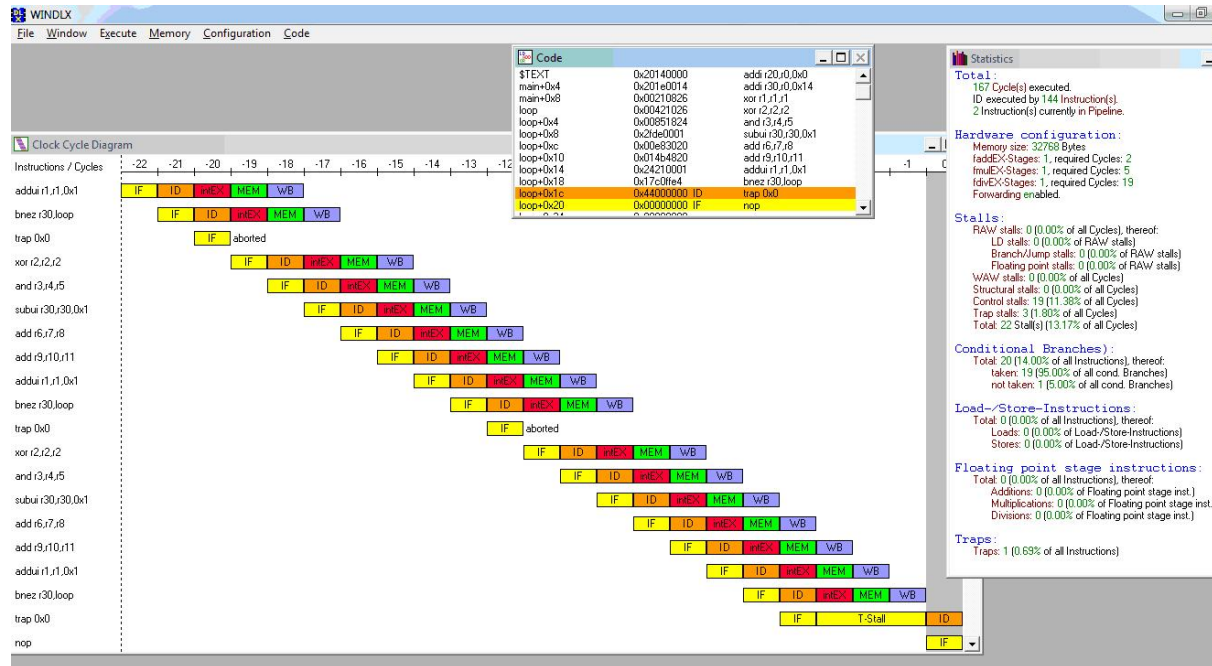 WINDLX
File Window Execute Memory Configuration Code
Code
$TEXT 0x20140000 addi r20,r0,0x0
main+0x4 0x201e0014 addi r30,r0,0x14
main+0x8 0x00210826 xor r1,r1,r1
loop 0x00421026 xor r2,r2,r2
loop+0x4 0x00851824 and r3,r4,r5
loop+0x8 0x2fde0001 subui r30,r30,0x1
loop+0xc 0x00e83020 add r6,r7,r8
loop+0x10 0x014b4820 add r9,r10,r11
loop+0x14 0x24210001 addui r1,r1,0x1
loop+0x18 0x17c0ffe4 bnez r30,loop
loop+0x1c 0x44000000 ID trap 0x0
loop+0x20 0x00000000 IF nop
Clock Cycle Diagram
Instructions / Cycles -22 -21 -20 -19 -18 -17 -16 -15 -14 -13 -12 -1
addui r1,r1,0x1 IF ID intEX MEM WB
bnez r30,loop IF ID intEX MEM WB
trap 0x0 IF aborted
xor r2,r2,r2 IF ID intEX MEM WB
and r3,r4,r5 IF ID intEX MEM WB
subui r30,r30,0x1 IF ID intEX MEM WB
add r6,r7,r8 IF ID intEX MEM WB
add r9,r10,r11 IF ID intEX MEM WB
addui r1,r1,0x1 IF ID intEX MEM WB
bnez r30,loop IF ID intEX MEM WB
trap 0x0 IF aborted
xor r2,r2,r2 IF ID intEX MEM WB
and r3,r4,r5 IF ID intEX MEM WB
subui r30,r30,0x1 IF ID intEX MEM WB
add r6,r7,r8 IF ID intEX MEM WB
add r9,r10,r11 IF ID intEX MEM WB
addui r1,r1,0x1 IF ID intEX MEM WB
bnez r30,loop IF ID intEX MEM WB
trap 0x0 IF T-Stall ID
nop IF
Statistics
Total:
167 Cycle(s) executed.
ID executed by 144 Instruction(s).
2 Instruction(s) currently in Pipeline.
Hardware configuration:
Memory size: 32768 Bytes
faddEX-Stages: 1, required Cycles: 2
fmulEX-Stages: 1, required Cycles: 5
fdivEX-Stages: 1, required Cycles: 19
Forwarding enabled.
Stalls:
RAW stalls: 0 (0.00% of all Cycles), thereof:
LD stalls: 0 (0.00% of RAW stalls)
Branch/Jump stalls: 0 (0.00% of RAW stalls)
Floating point stalls: 0 (0.00% of RAW stalls)
WAW stalls: 0 (0.00% of all Cycles)
Structural stalls: 0 (0.00% of all Cycles)
Control stalls: 19 (11.38% of all Cycles)
Trap stalls: 3 (1.80% of all Cycles)
Total: 22 Stall(s) (13.17% of all Cycles)
Conditional Branches):
Total: 20 (14.00% of all Instructions), thereof:
taken: 19 (95.00% of all cond. Branches)
not taken: 1 (5.00% of all cond. Branches)
Load-/Store-Instructions:
Total: 0 (0.00% of all Instructions), thereof:
Loads: 0 (0.00% of Load-/Store-Instructions)
Stores: 0 (0.00% of Load-/Store-Instructions)
Floating point stage instructions:
Total: 0 (0.00% of all Instructions), thereof:
Additions: 0 (0.00% of Floating point stage inst.)
Multiplications: 0 (0.00% of Floating point stage inst.
Divisions: 0 (0.00% of Floating point stage inst.)
Traps:
Traps: 1 (0.69% of all Instructions)